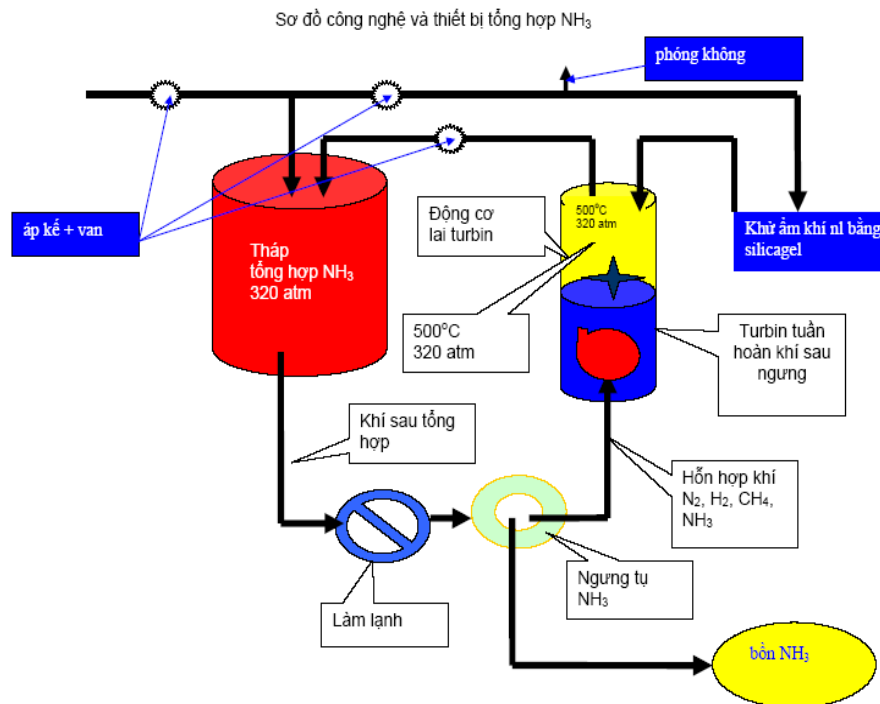 Sơ đồ công nghệ và thiết bị tổng hợp NH₃
phóng không
áp kế + van
Tháp
tổng hợp NH₃
320 atm
Động cơ
lai turbin
500°C
320 atm
Khử ẩm khí nl bằng
silicagel
500°C
320 atm
Turbin tuần
hoàn khí sau
ngưng
Khí sau tổng
hợp
Hỗn hợp khí
N₂, H₂, CH₄,
NH₃
Làm lạnh
Ngưng tụ
NH₃
bồn NH₃